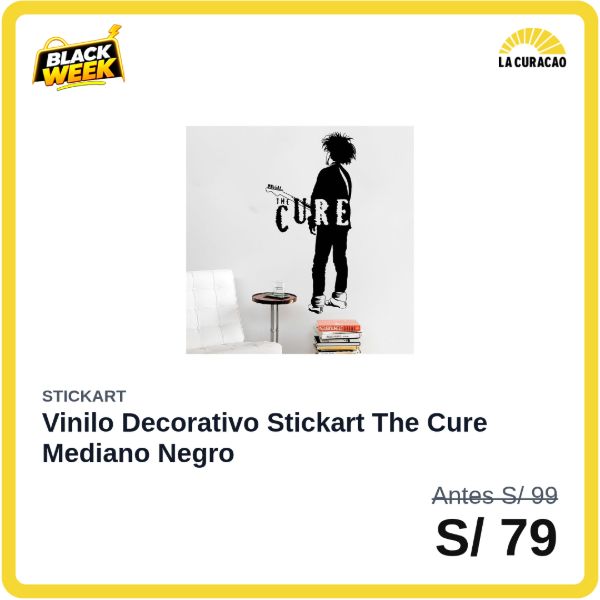 BLACK
WEEK
LA CURACAO
THE
CURE
STICKART
Vinilo Decorativo Stickart The Cure
Mediano Negro
Antes S/ 99
S/ 79